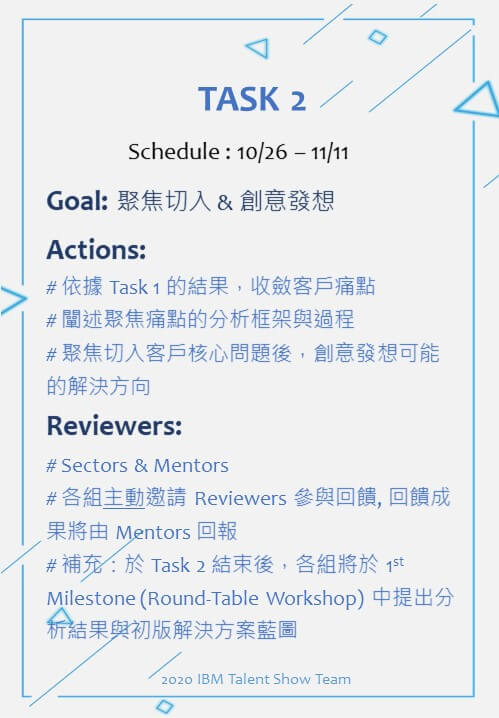 TASK 2
Schedule : 10/26 – 11/11
Goal: 聚焦切入 & 創意發想
Actions:
# 依據 Task 1 的結果，收斂客戶痛點
# 闡述聚焦痛點的分析框架與過程
# 聚焦切入客戶核心問題後，創意發想可能
的解決方向
Reviewers:
# Sectors & Mentors
# 各組主動邀請 Reviewers 參與回饋, 回饋成
果將由 Mentors 回報
# 補充：於 Task 2 結束後，各組將於 1st
Milestone (Round-Table Workshop) 中提出分
析結果與初版解決方案藍圖
2020 IBM Talent Show Team